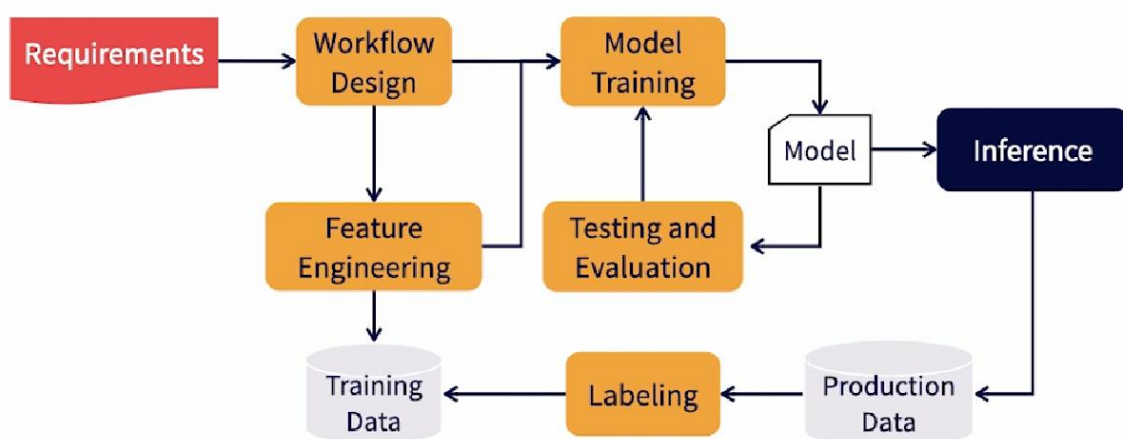 Requirements
Workflow
Design
Model
Training
Model
Inference
Feature
Engineering
Testing and
Evaluation
Training
Data
Labeling
Production
Data